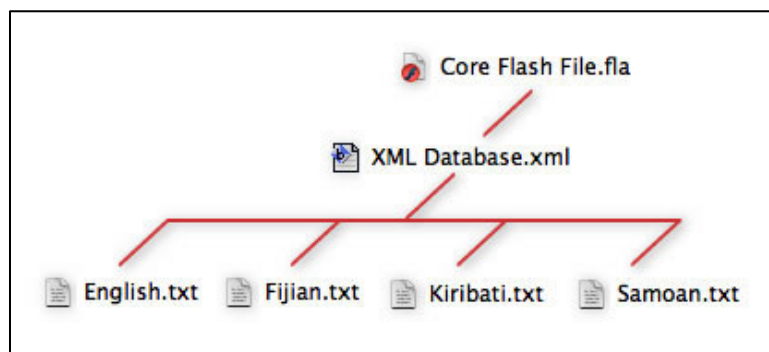 Core Flash File.fla
XML Database.xml
English.txt Fijian.txt Kiribati.txt Samoan.txt